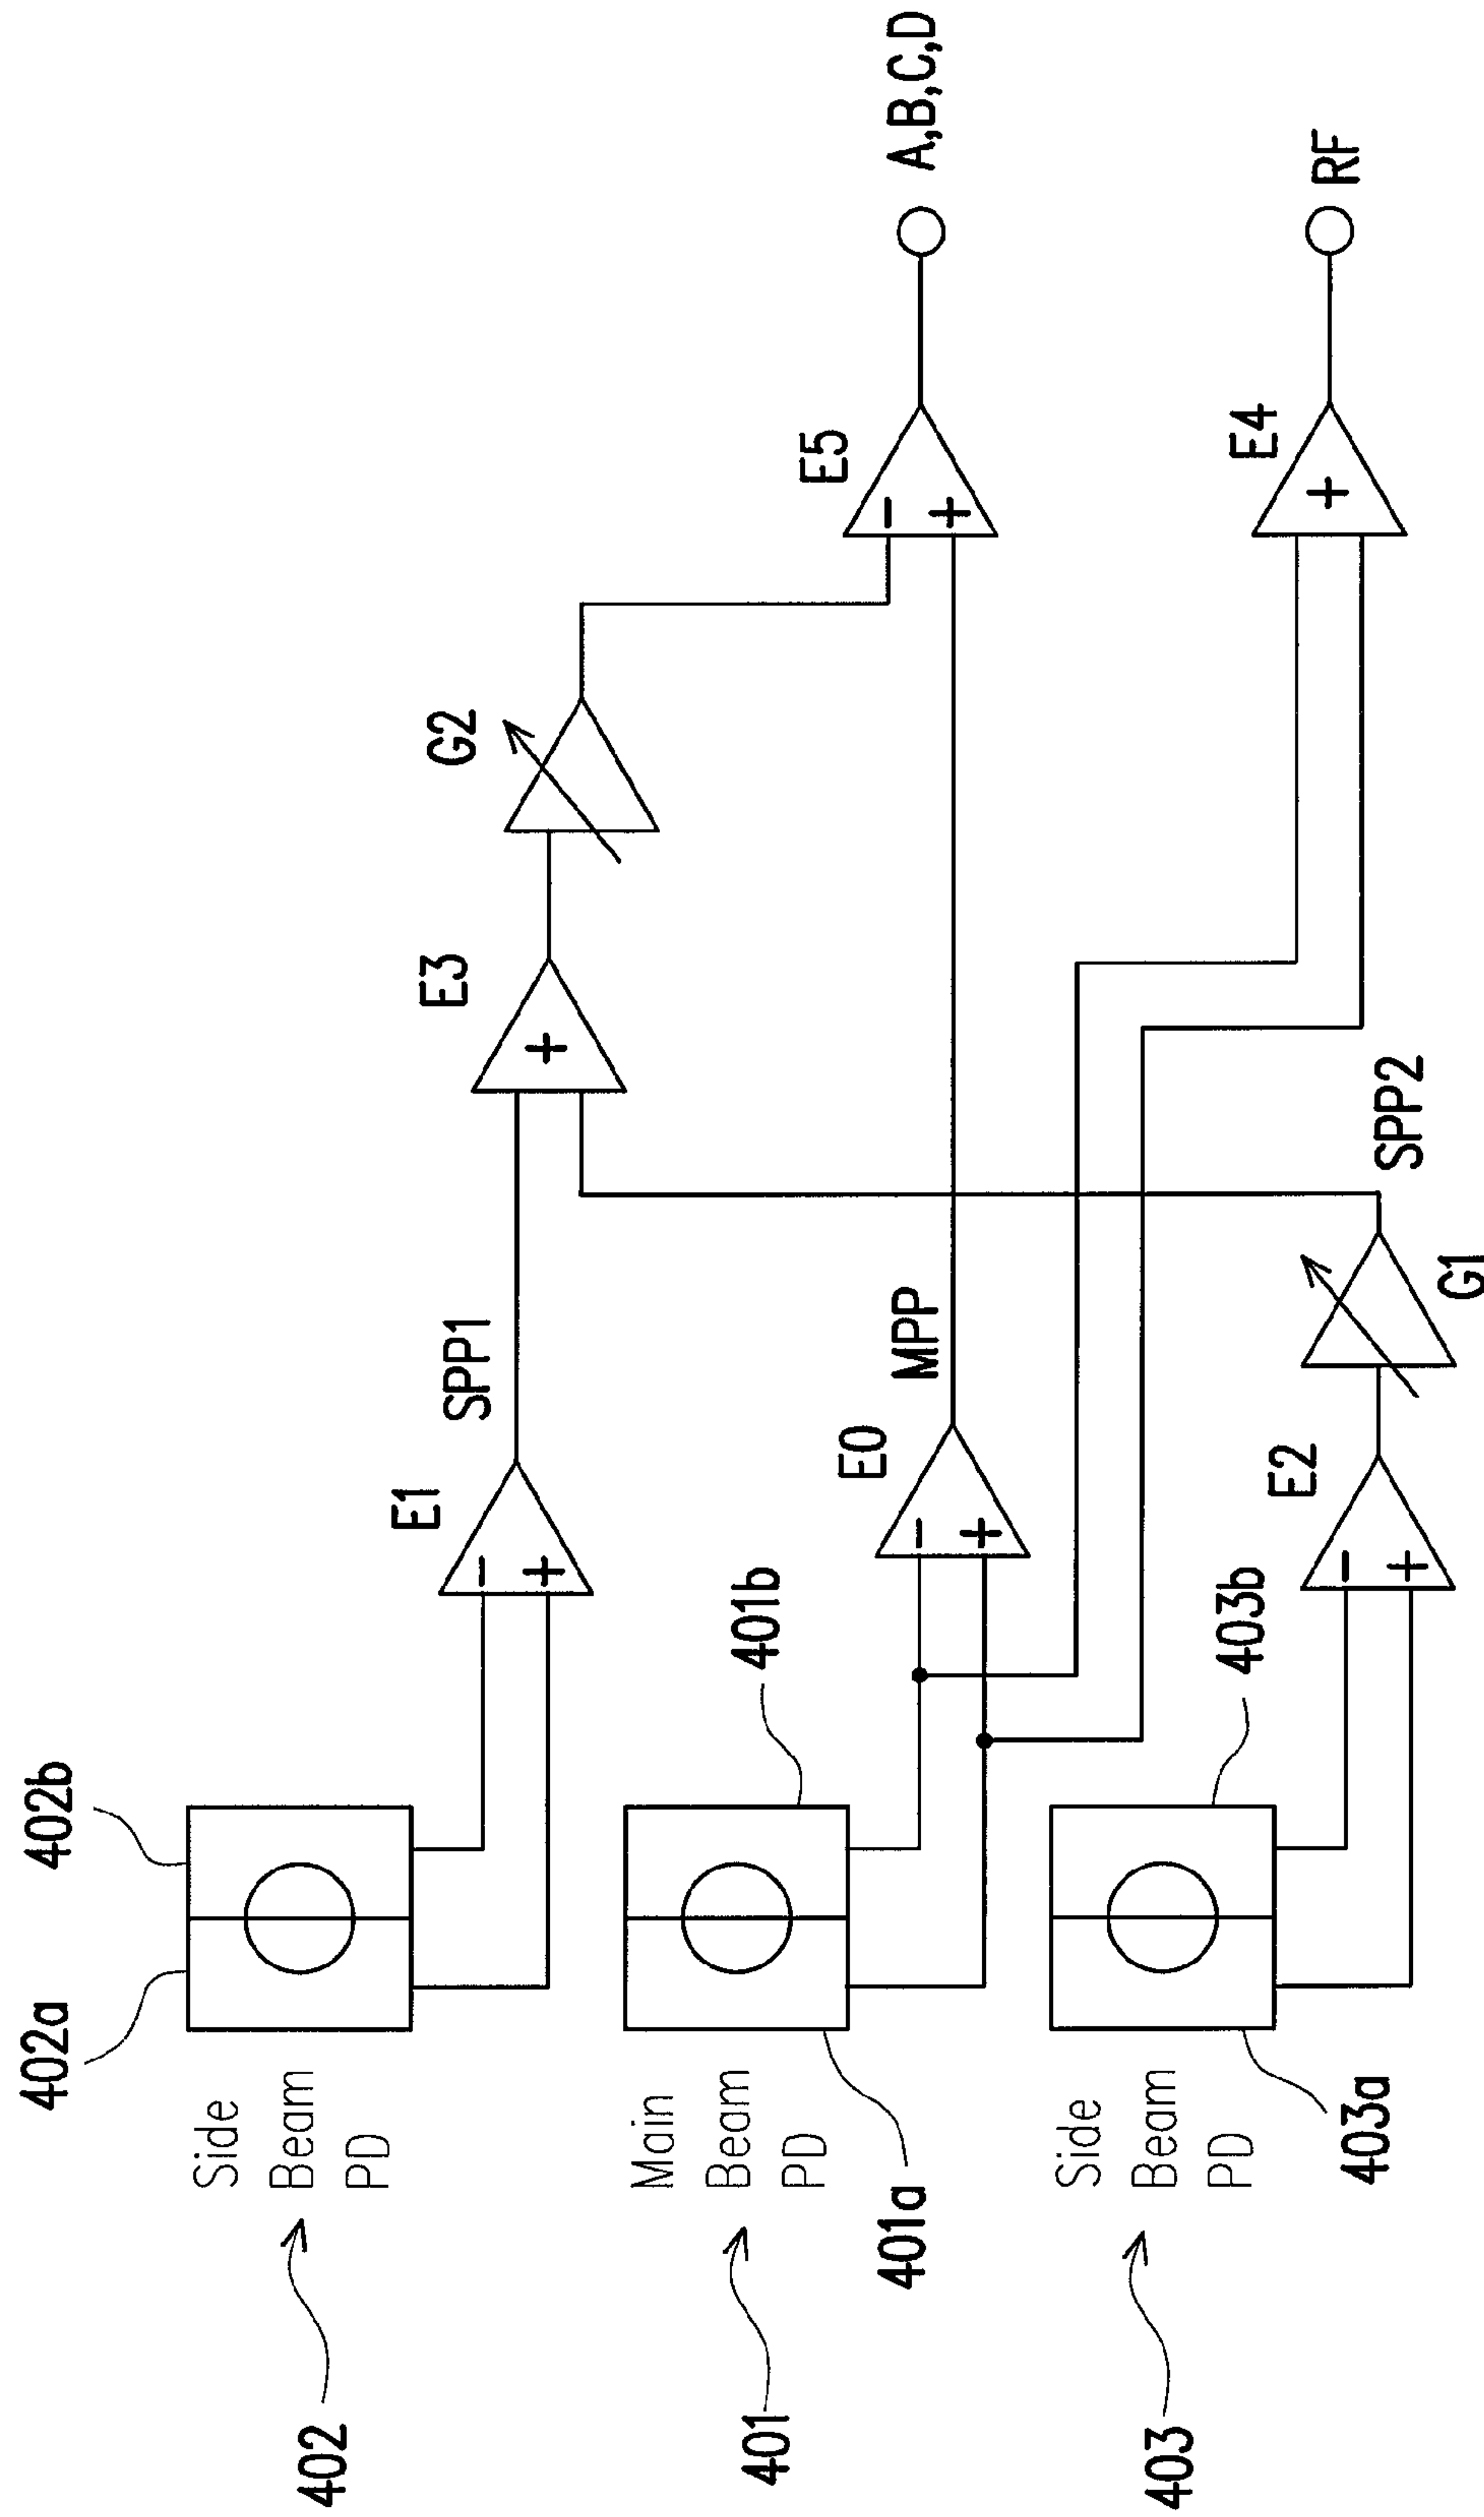 402
Side
Beam
PD
402a
402b
E1
SPP1
E3
G2
401
Main
Beam
PD
401a
401b
E0
MPP
E5
A,B,C,D
403
Side
Beam
PD
403a
403b
E2
G1
SPP2
E4
RF
-
+
-
+
-
+
+
-
+
+